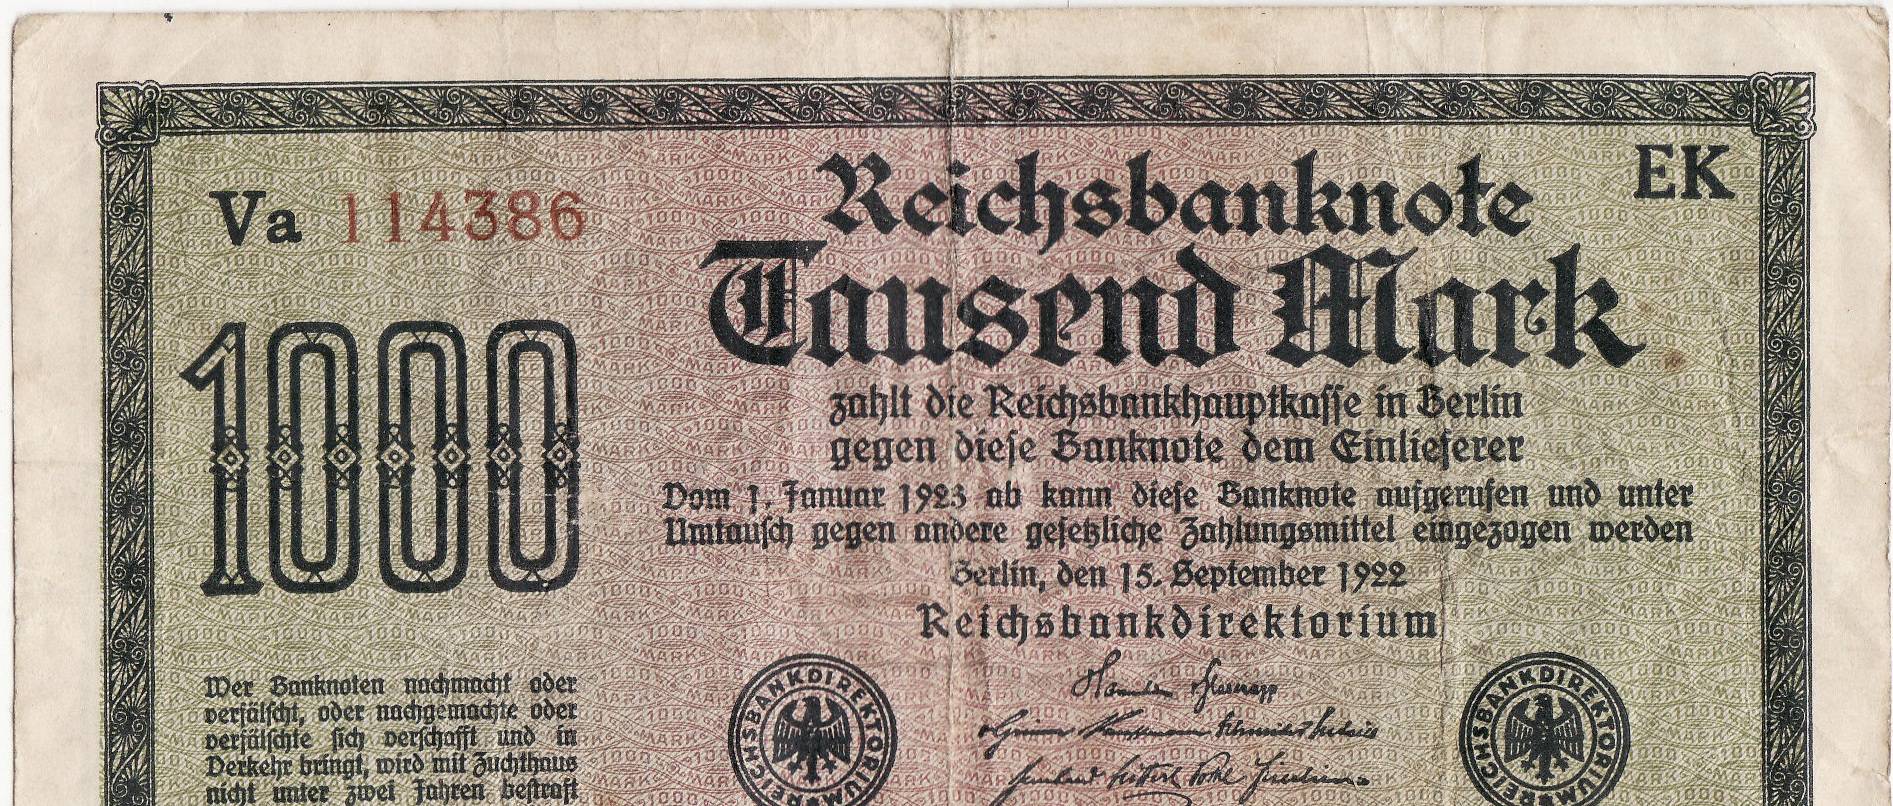 Va 114386
EK
Reichsbanknote
Tausend Mark
1000
zahlt die Reichsbankhauptkasse in Berlin
gegen diese Banknote dem Einlieferer
Vom 1. Januar 1923 ab kann diese Banknote aufgerufen und unter
Umtausch gegen andere gesetzliche Zahlungsmittel eingezogen werden
Berlin, den 15. September 1922
Reichsbankdirektorium
Wer Banknoten nachmacht oder
verfälscht, oder nachgemachte oder
verfälschte sich verschafft und in
Verkehr bringt, wird mit Zuchthaus
nicht unter zwei Jahren bestraft
REICHSBANKDIREKTORIUM
REICHSBANKDIREKTORIUM